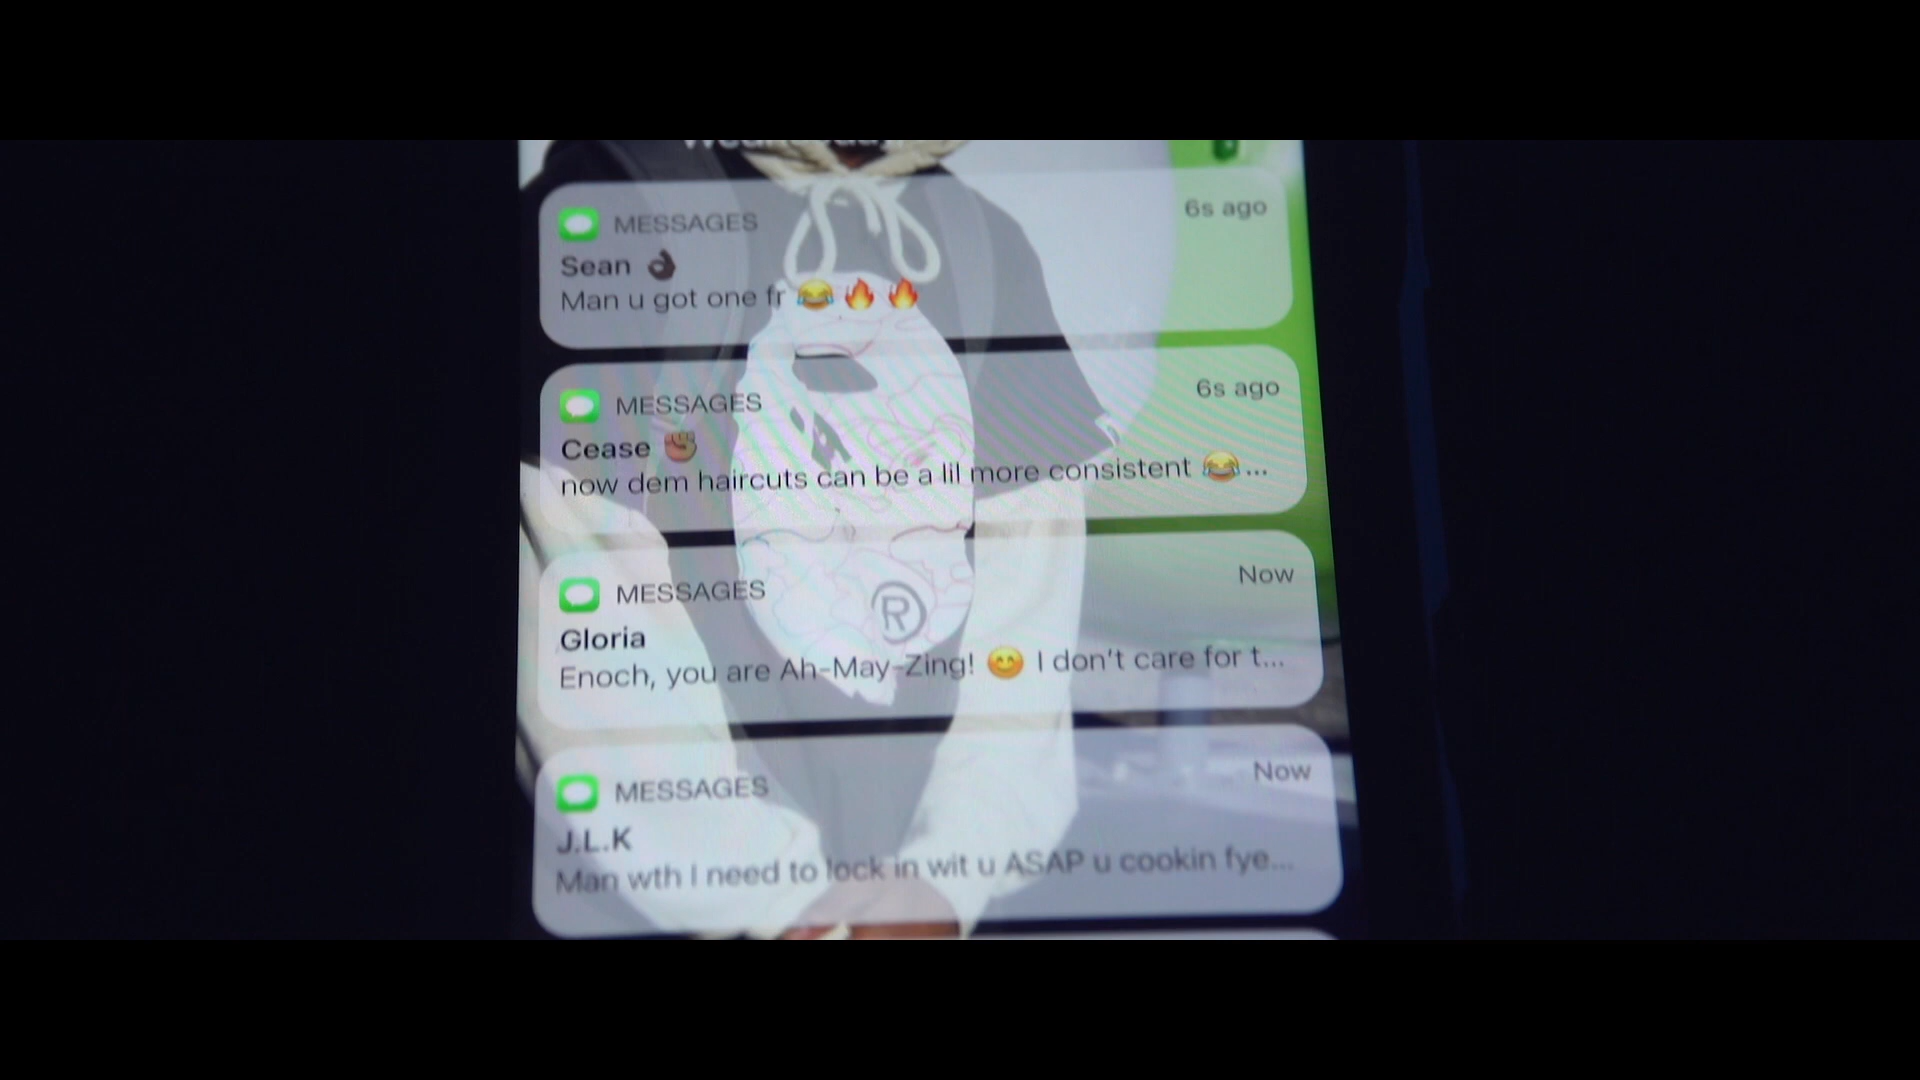 MESSAGES 6s ago
Sean 👌🏿
Man u got one fr 😂 🔥 🔥
MESSAGES 6s ago
Cease ✊🏽
now dem haircuts can be a lil more consistent 😂...
MESSAGES Now
Gloria
Enoch, you are Ah-May-Zing! 😊 I don't care for t...
®
MESSAGES Now
J.L.K
Man wth I need to lock in wit u ASAP u cookin fye...